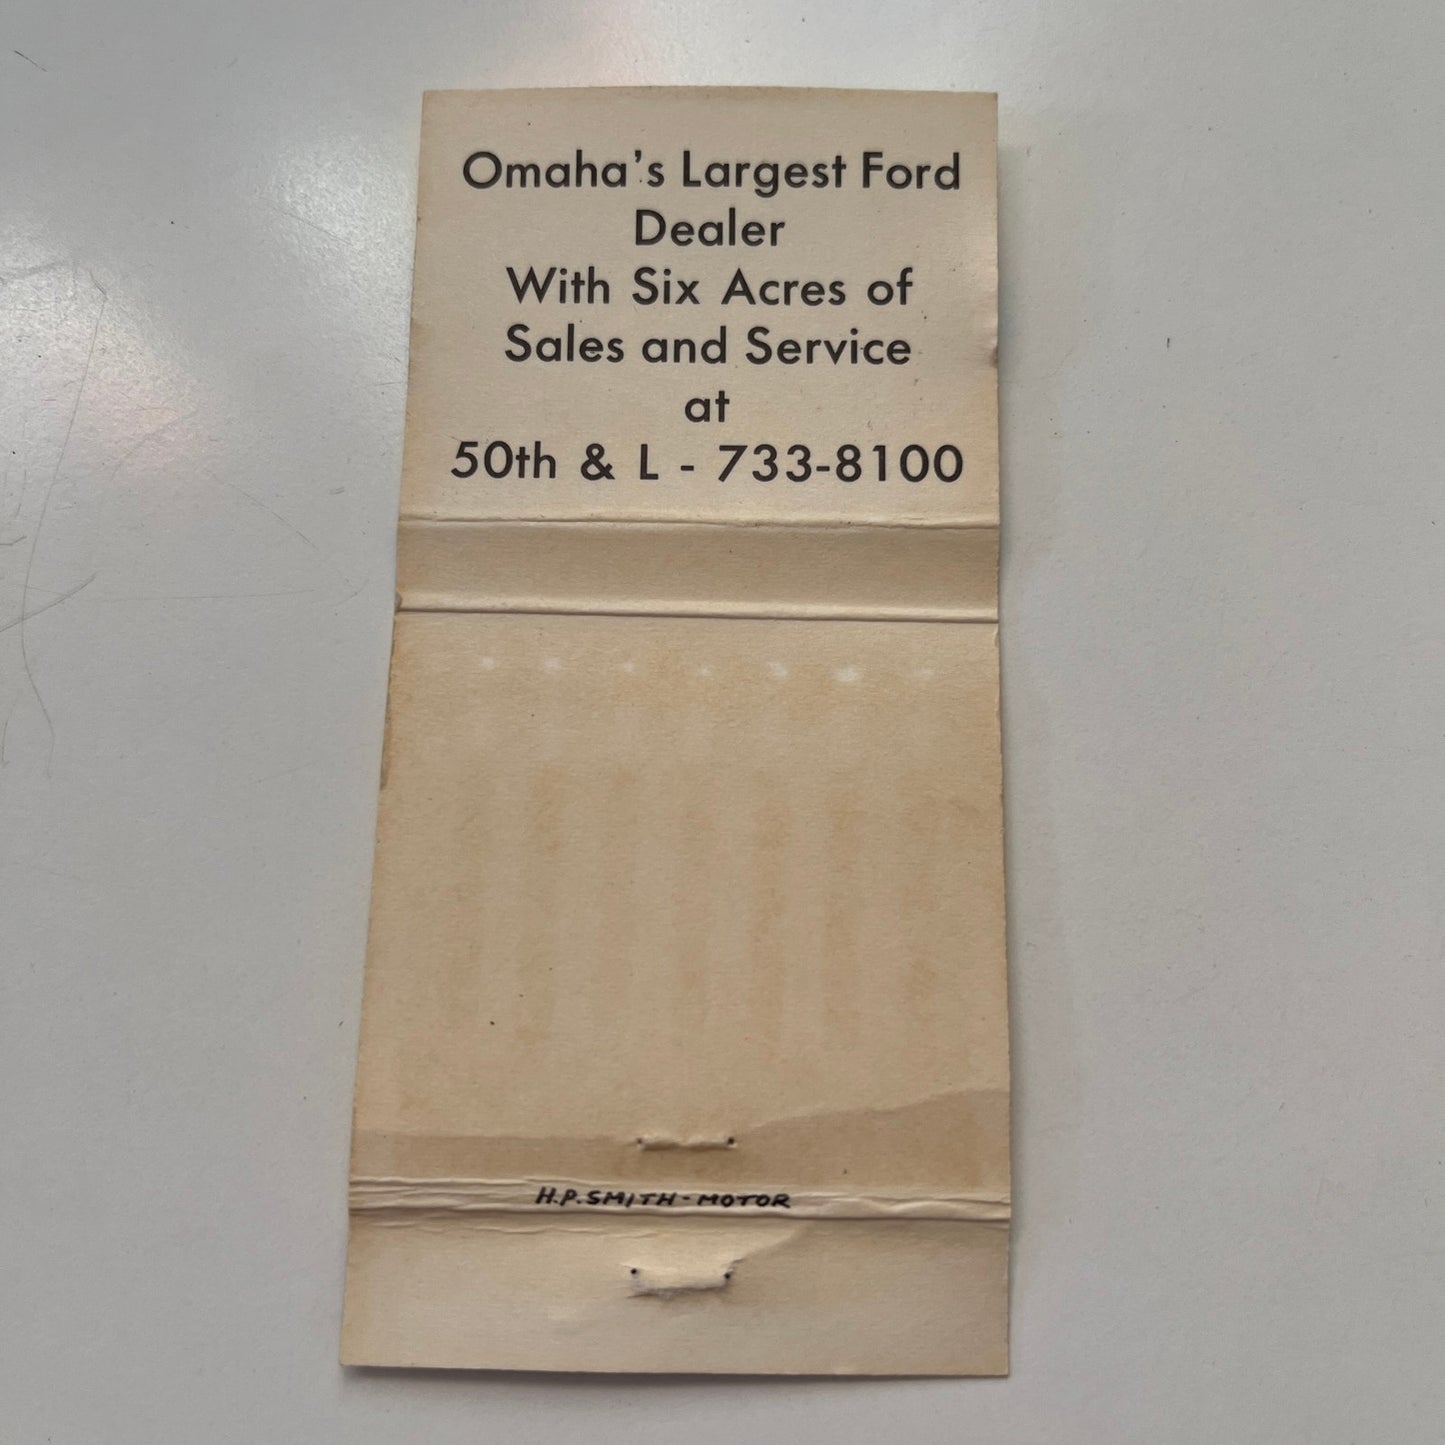 Omaha's Largest Ford
Dealer
With Six Acres of
Sales and Service
at
50th & L - 733-8100
H.P. SMITH - MOTOR